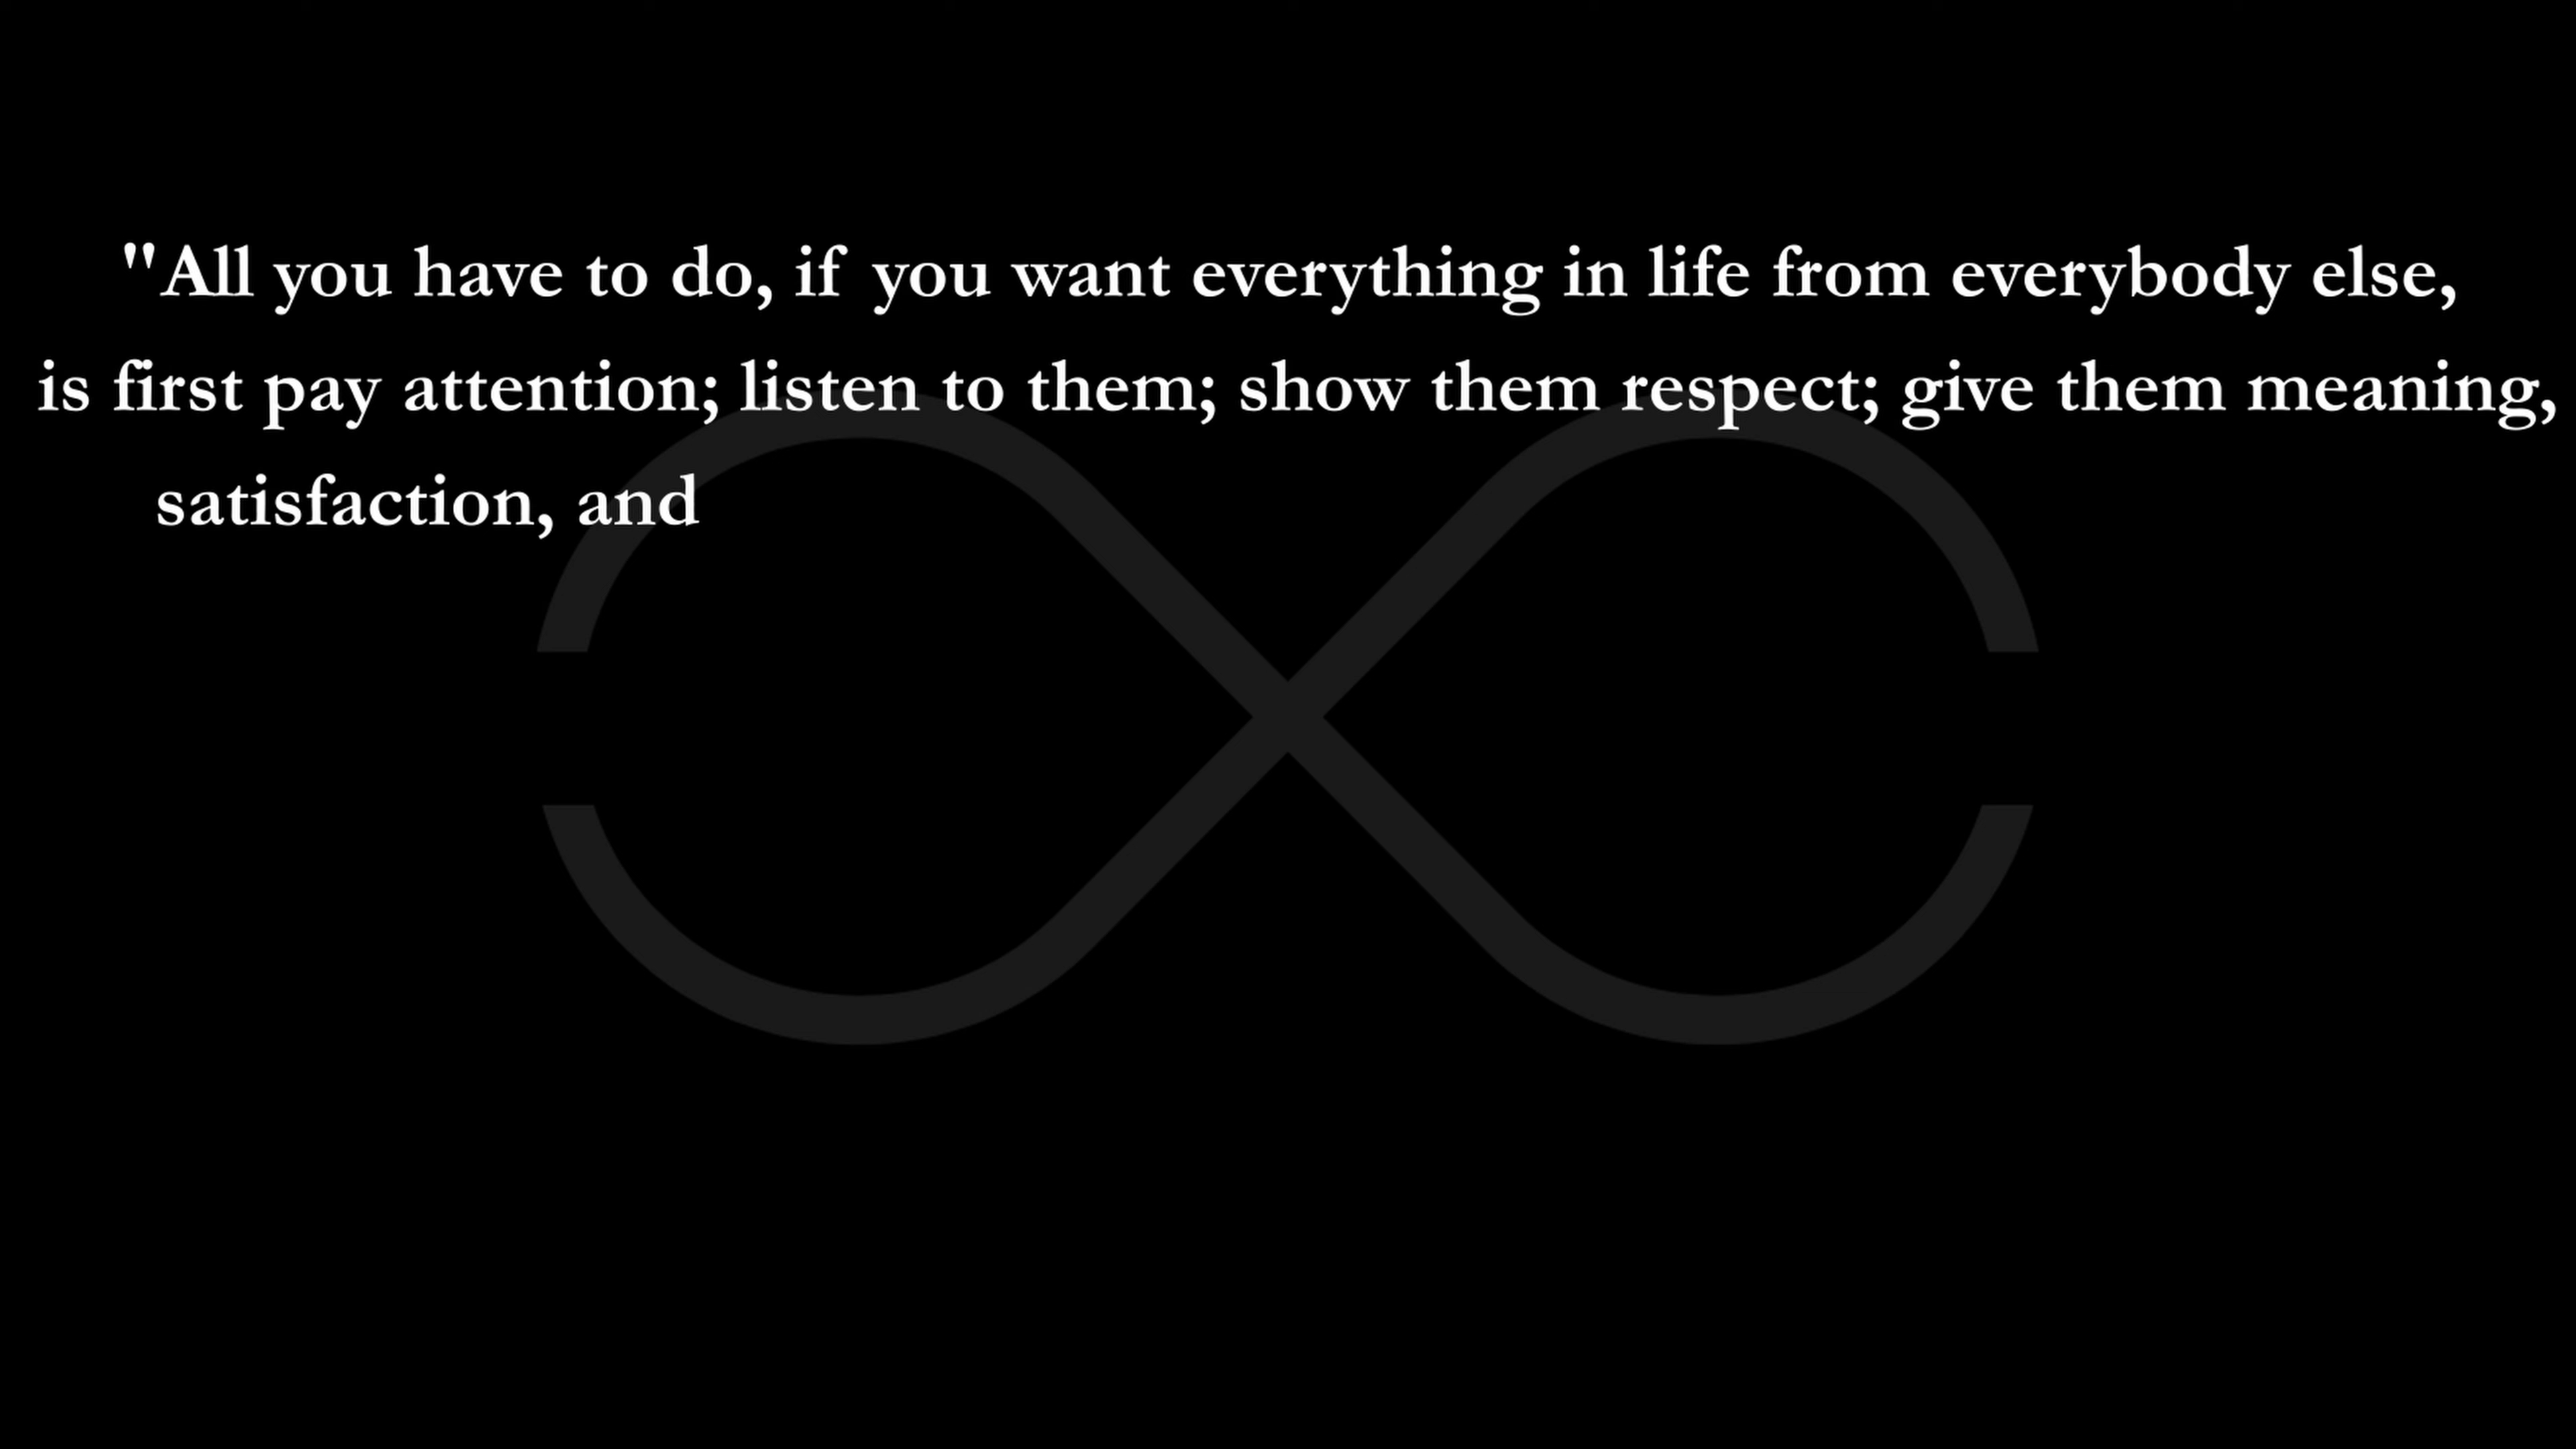 "All you have to do, if you want everything in life from everybody else,
is first pay attention; listen to them; show them respect; give them meaning,
satisfaction, and